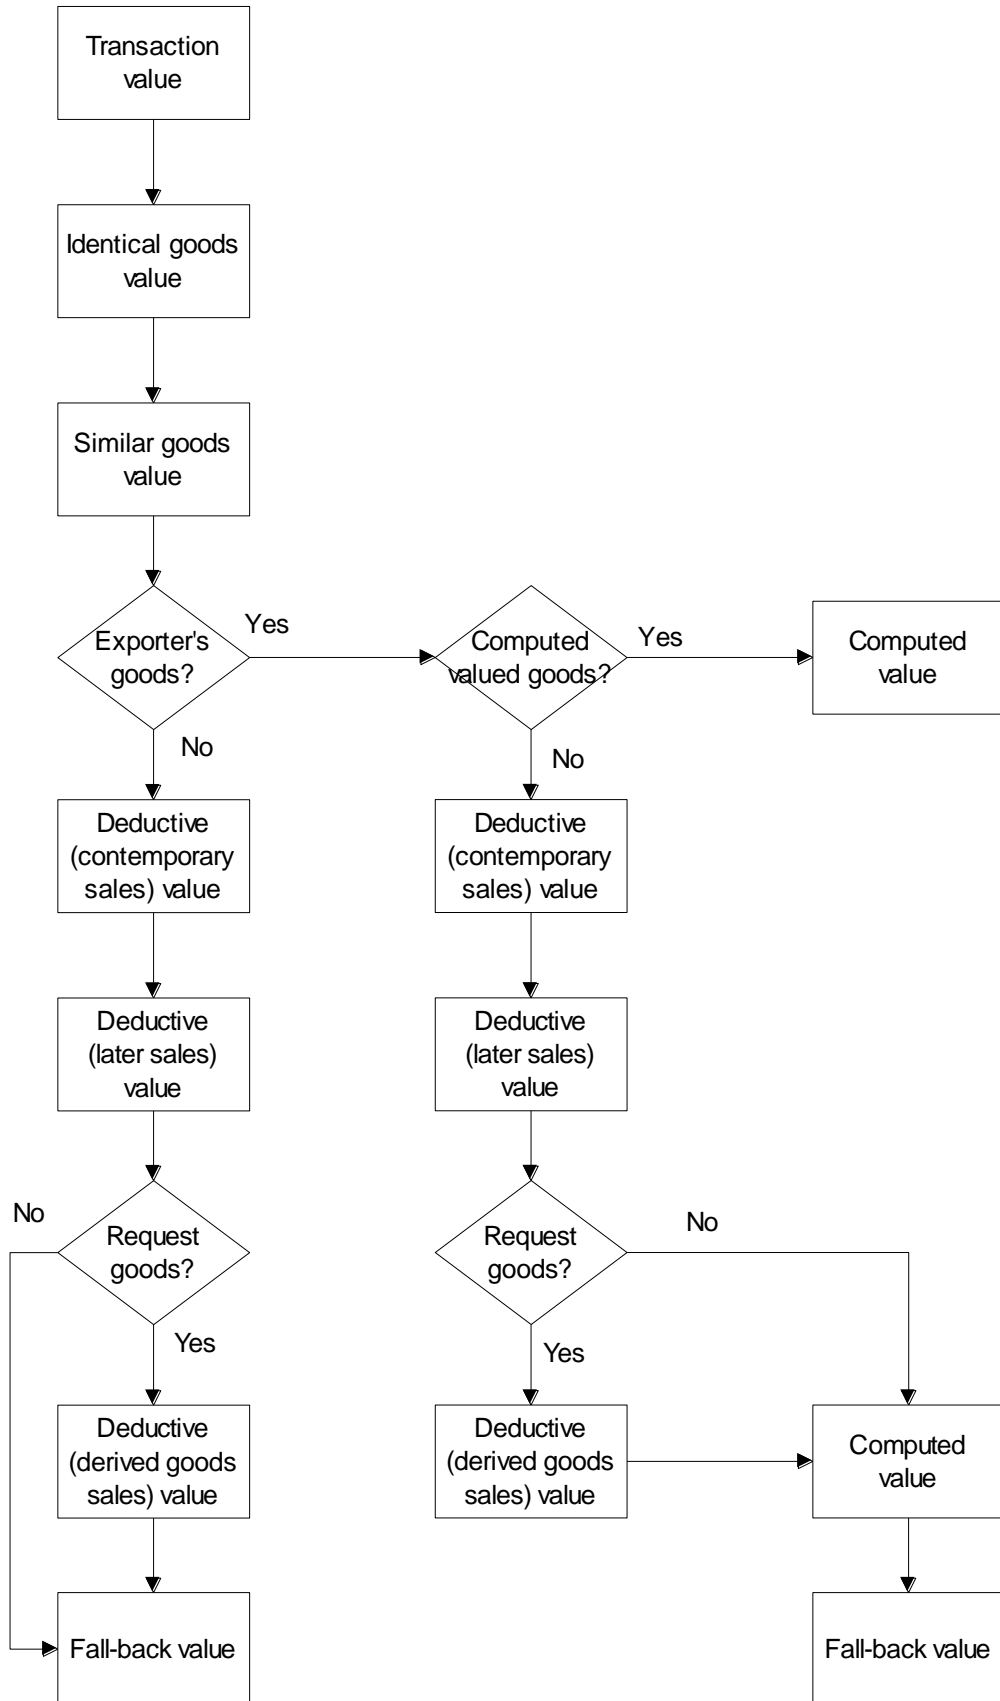 Transaction
value
Identical goods
value
Similar goods
value
Exporter's
goods?
Yes
Computed
valued goods?
Yes
Computed
value
No
No
Deductive
(contemporary
sales) value
Deductive
(contemporary
sales) value
Deductive
(later sales)
value
Deductive
(later sales)
value
No
Request
goods?
Request
goods?
No
Yes
Yes
Deductive
(derived goods
sales) value
Deductive
(derived goods
sales) value
Computed
value
Fall-back value
Fall-back value